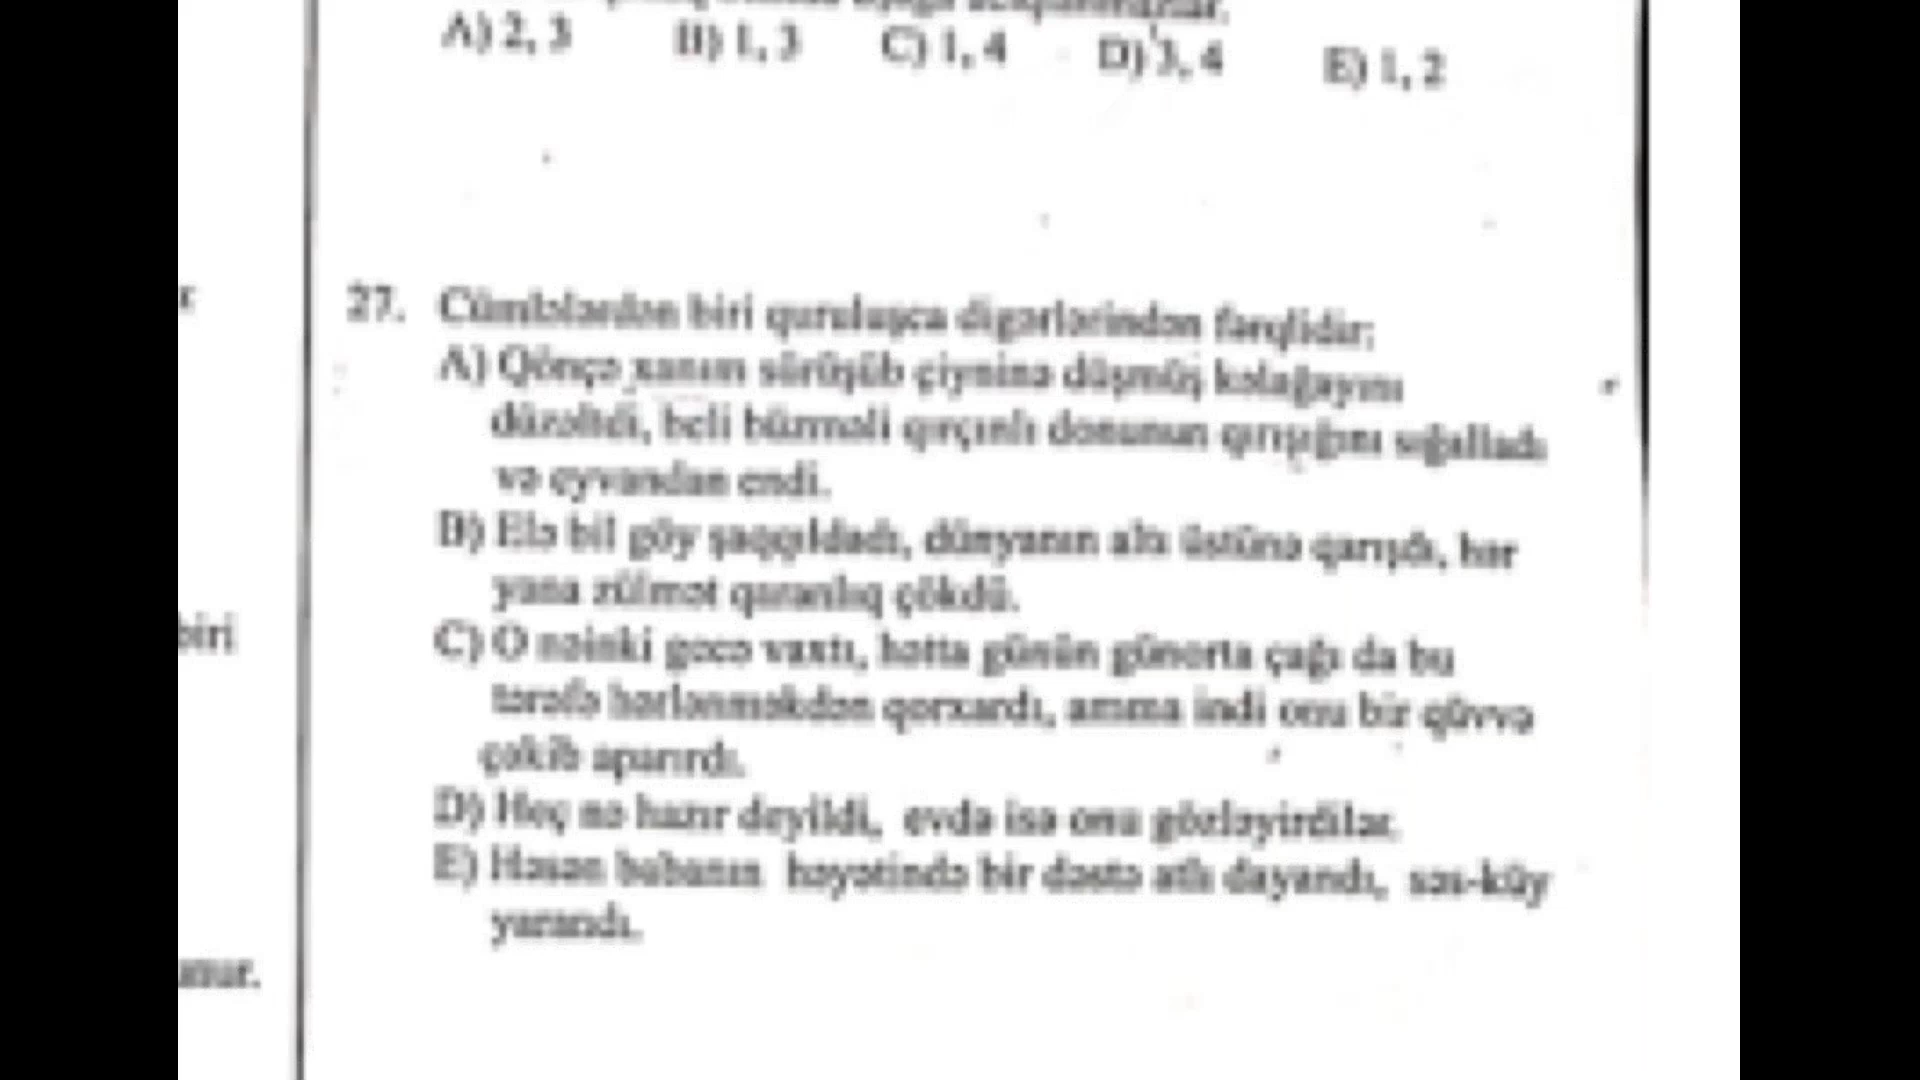 A) 2, 3 B) 1, 3 C) 1, 4 D) 3, 4 E) 1, 2
27. Cümlələrdən biri quruluşca digərlərindən fərqlidir:
A) Qönçə xanım sürüşüb çiyninə düşmüş kəlağayını
düzəltdi, beli büzməli qırçınlı donunun qırışığını sığalladı
və eyvandan endi.
B) Elə bil göy şaqqıldadı, dünyanın altı üstünə qarışdı, hər
yana zülmət qaranlıq çökdü.
C) O nəinki gecə vaxtı, hətta günün günorta çağı da bu
tərəfə hərlənməkdən qorxardı, amma indi onu bir qüvvə
çəkib aparırdı.
D) Heç nə hazır deyildi, evdə isə onu gözləyirdilər.
E) Həsən babanın həyətində bir dəstə atlı dayandı, səs-küy
yarandı.
biri
unur.